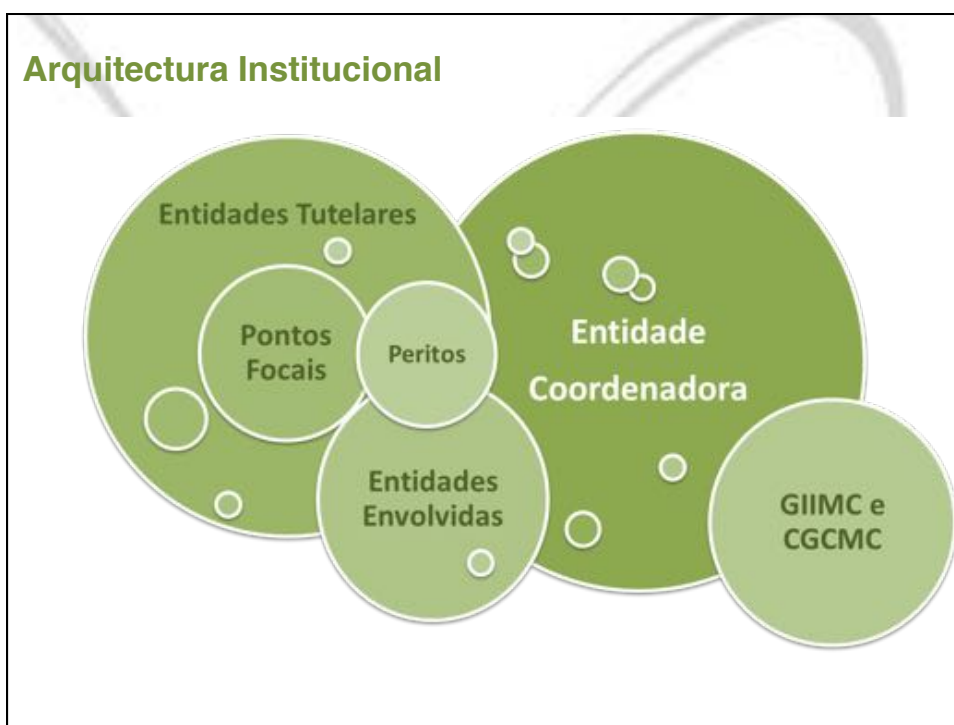 Arquitectura Institucional
Entidades Tutelares
Pontos
Focais
Peritos
Entidade
Coordenadora
Entidades
Envolvidas
GIIMC e
CGCMC